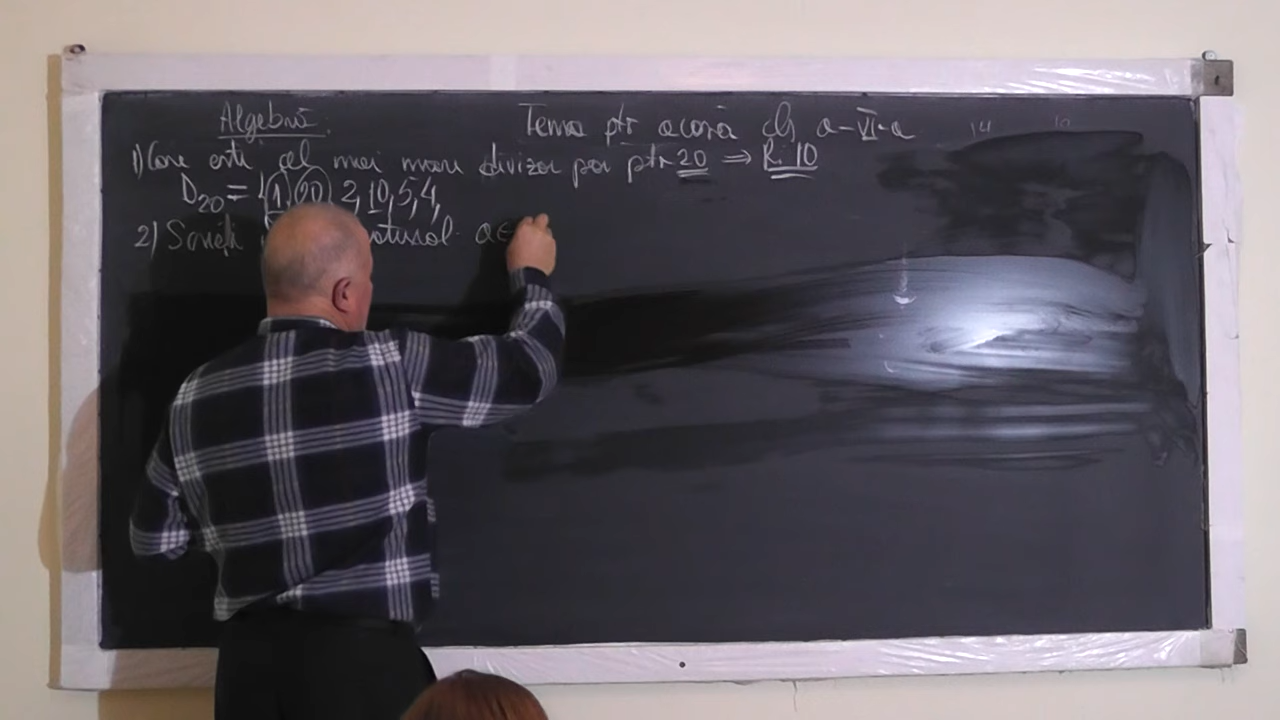 Algebră: Tema ptr acasă cls a-VI-a
1) Care este cel mai mare divizor par ptr 20 ⇒ R: 10
D20 = {1, 20, 2, 10, 5, 4,
2) Scrieți natural a∈